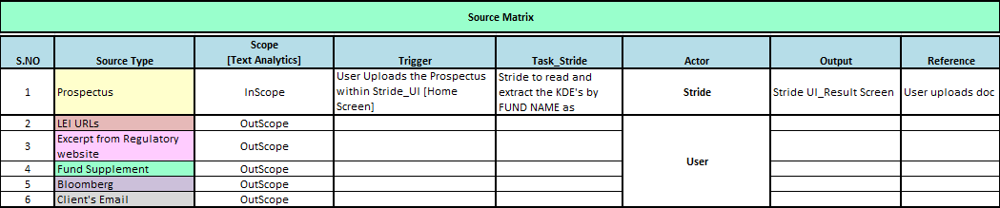 Source Matrix
S.NO Source Type Scope [Text Analytics] Trigger Task_Stride Actor Output Reference
1 Prospectus InScope User Uploads the Prospectus within Stride_UI [Home Screen] Stride to read and extract the KDE's by FUND NAME as Stride Stride UI_Result Screen User uploads doc
2 LEI URLs OutScope
3 Excerpt from Regulatory website OutScope
User
4 Fund Supplement OutScope
5 Bloomberg OutScope
6 Client's Email OutScope